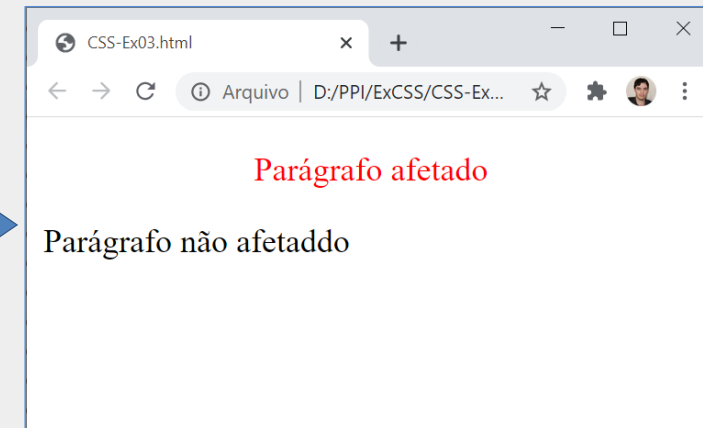 CSS-Ex03.html
Arquivo | D:/PPI/ExCSS/CSS-Ex...
Parágrafo afetado
Parágrafo não afetaddo